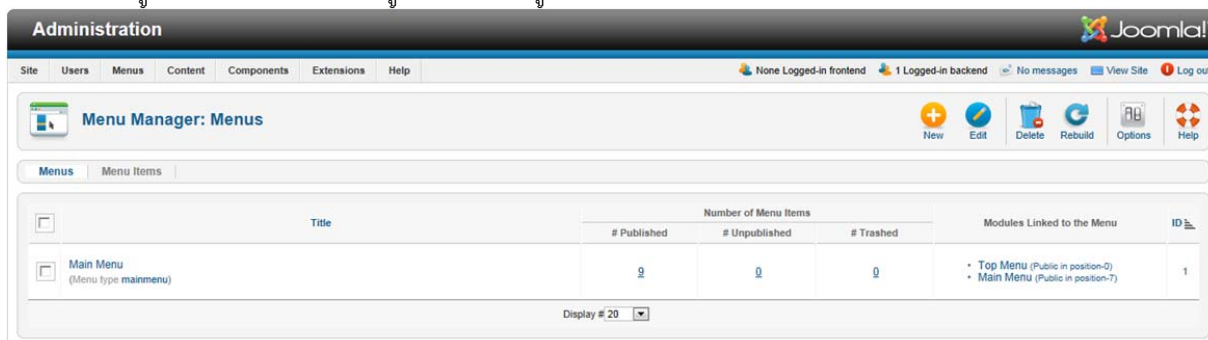 Administration
Joomla!
Site Users Menus Content Components Extensions Help
None Logged-in frontend 1 Logged-in backend No messages View Site Log ou
Menu Manager: Menus
New Edit Delete Rebuild Options Help
Menus Menu Items
Title Number of Menu Items Modules Linked to the Menu ID
# Published # Unpublished # Trashed
Main Menu 9 0 0 • Top Menu (Public in position-0) 1
(Menu type mainmenu) • Main Menu (Public in position-7)
Display # 20